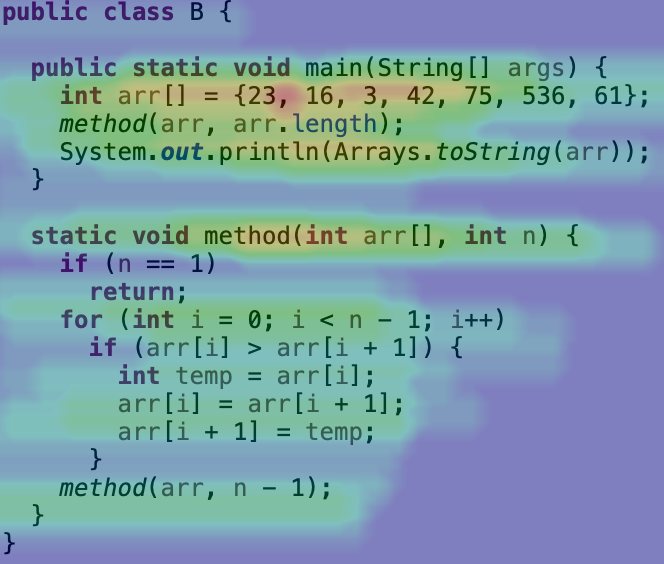 public class B {
public static void main(String[] args) {
int arr[] = {23, 16, 3, 42, 75, 536, 61};
method(arr, arr.length);
System.out.println(Arrays.toString(arr));
}
static void method(int arr[], int n) {
if (n == 1)
return;
for (int i = 0; i < n - 1; i++)
if (arr[i] > arr[i + 1]) {
int temp = arr[i];
arr[i] = arr[i + 1];
arr[i + 1] = temp;
}
method(arr, n - 1);
}
}